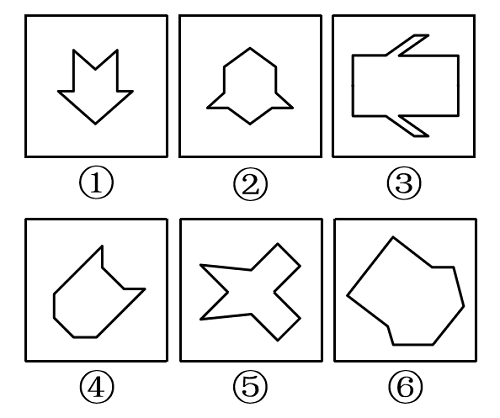 ① ② ③
④ ⑤ ⑥